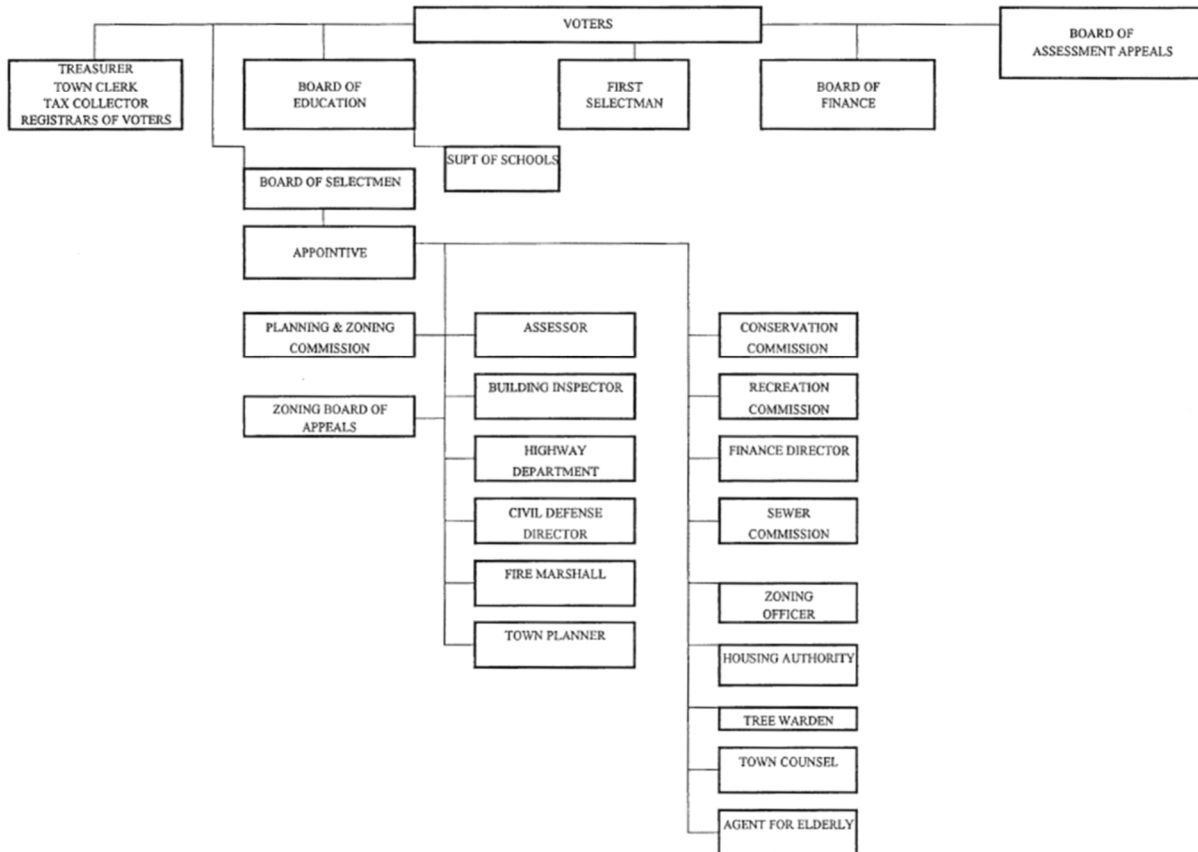 VOTERS
BOARD OF
ASSESSMENT APPEALS
TREASURER
TOWN CLERK
TAX COLLECTOR
REGISTRARS OF VOTERS
BOARD OF
EDUCATION
FIRST
SELECTMAN
BOARD OF
FINANCE
SUPT OF SCHOOLS
BOARD OF SELECTMEN
APPOINTIVE
PLANNING & ZONING
COMMISSION
ASSESSOR
CONSERVATION
COMMISSION
BUILDING INSPECTOR
RECREATION
COMMISSION
ZONING BOARD OF
APPEALS
HIGHWAY
DEPARTMENT
FINANCE DIRECTOR
CIVIL DEFENSE
DIRECTOR
SEWER
COMMISSION
FIRE MARSHALL
ZONING
OFFICER
TOWN PLANNER
HOUSING AUTHORITY
TREE WARDEN
TOWN COUNSEL
AGENT FOR ELDERLY